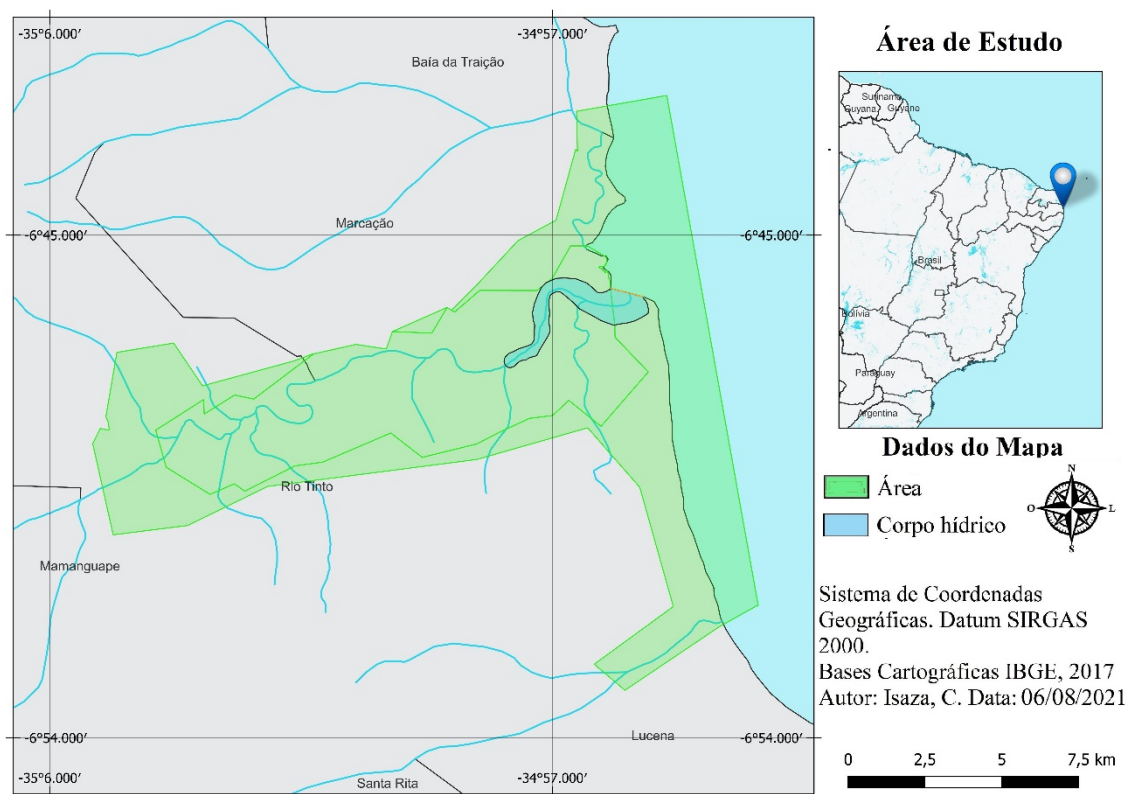 -35°6.000′
-34°57.000′
Baía da Traição
Marcação
-6°45.000′
-6°45.000′
Rio Tinto
Mamanguape
-6°54.000′
-6°54.000′
Lucena
-35°6.000′
-34°57.000′
Santa Rita
Área de Estudo
Suriname
Guyana
Guyane
Brasil
Bolívia
Paraguay
Argentina
Dados do Mapa
Área
Corpo hídrico
N
O
L
S
Sistema de Coordenadas
Geográficas. Datum SIRGAS
2000.
Bases Cartográficas IBGE, 2017
Autor: Isaza, C. Data: 06/08/2021
0 2,5 5 7,5 km